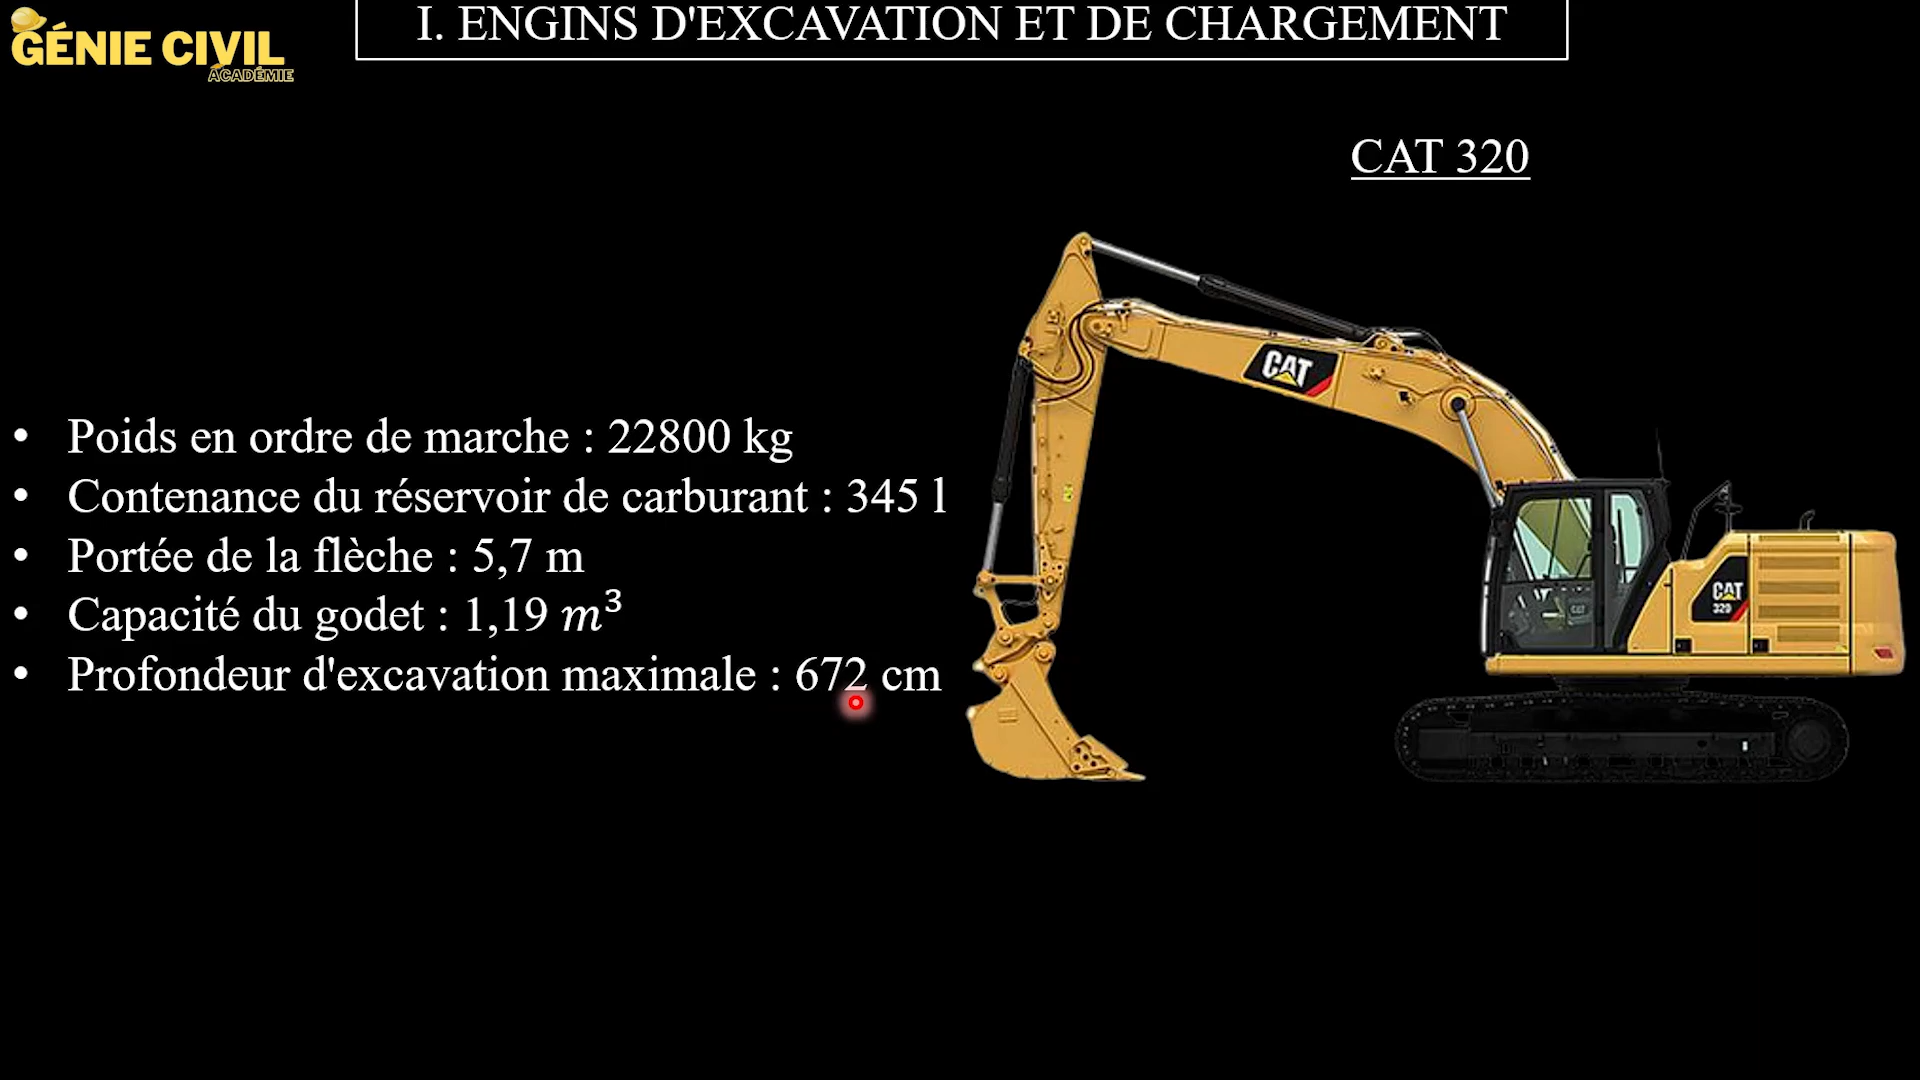 GÉNIE CIVIL
ACADÉMIE
I. ENGINS D'EXCAVATION ET DE CHARGEMENT
CAT 320
CAT
• Poids en ordre de marche : 22800 kg
• Contenance du réservoir de carburant : 345 l
• Portée de la flèche : 5,7 m
• Capacité du godet : 1,19 m³
• Profondeur d'excavation maximale : 672 cm
CAT
320